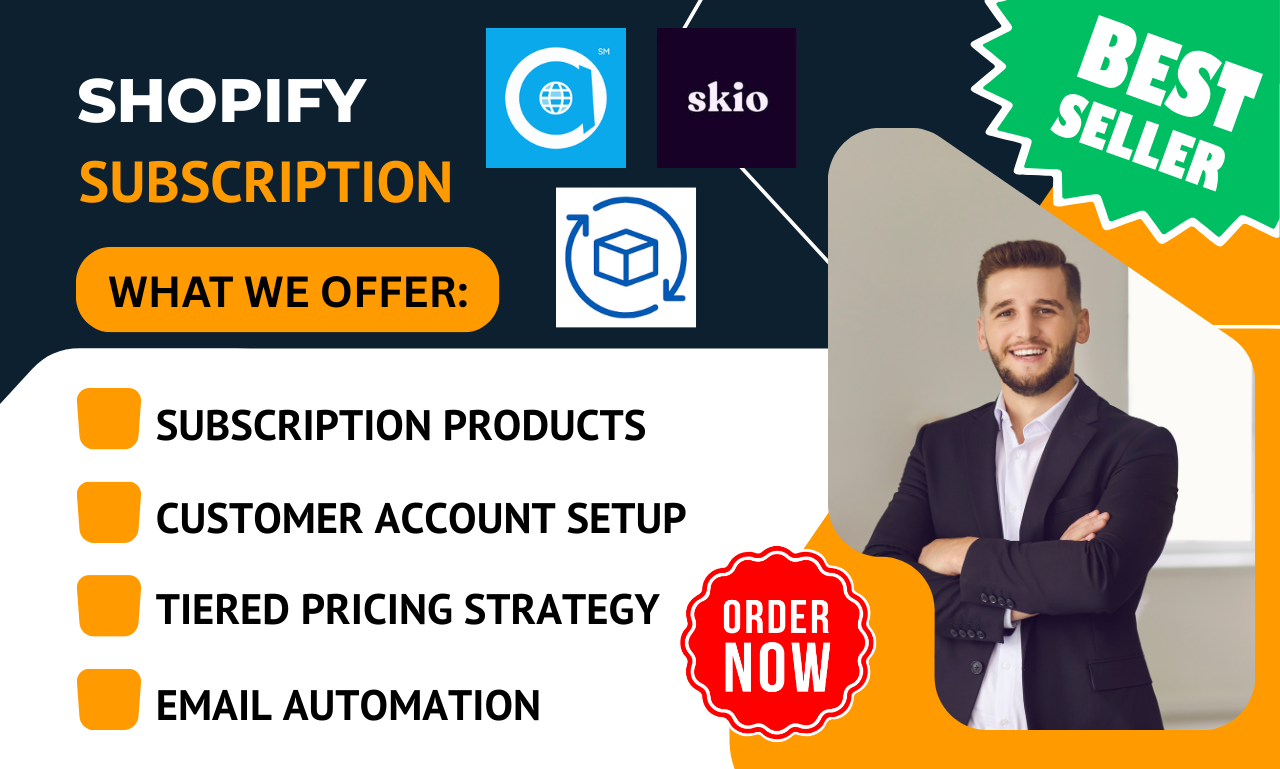 SHOPIFY
SUBSCRIPTION
WHAT WE OFFER:
SM
skio
BEST
SELLER
SUBSCRIPTION PRODUCTS
CUSTOMER ACCOUNT SETUP
TIERED PRICING STRATEGY
EMAIL AUTOMATION
ORDER
NOW